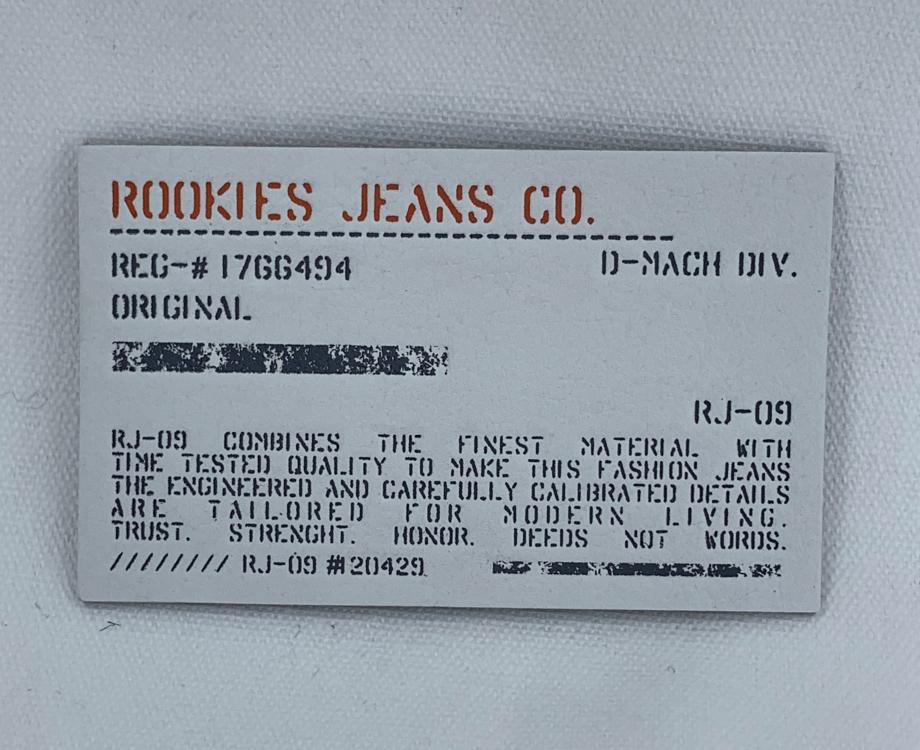 ROOKIES JEANS CO.
REG-# 1766494 D-MACH DIV.
ORIGINAL
RJ-09
RJ-09 COMBINES THE FINEST MATERIAL WITH
TIME TESTED QUALITY TO MAKE THIS FASHION JEANS
THE ENGINEERED AND CAREFULLY CALIBRATED DETAILS
ARE TAILORED FOR MODERN LIVING.
TRUST. STRENGHT. HONOR. DEEDS NOT WORDS.
//////// RJ-09 #20429